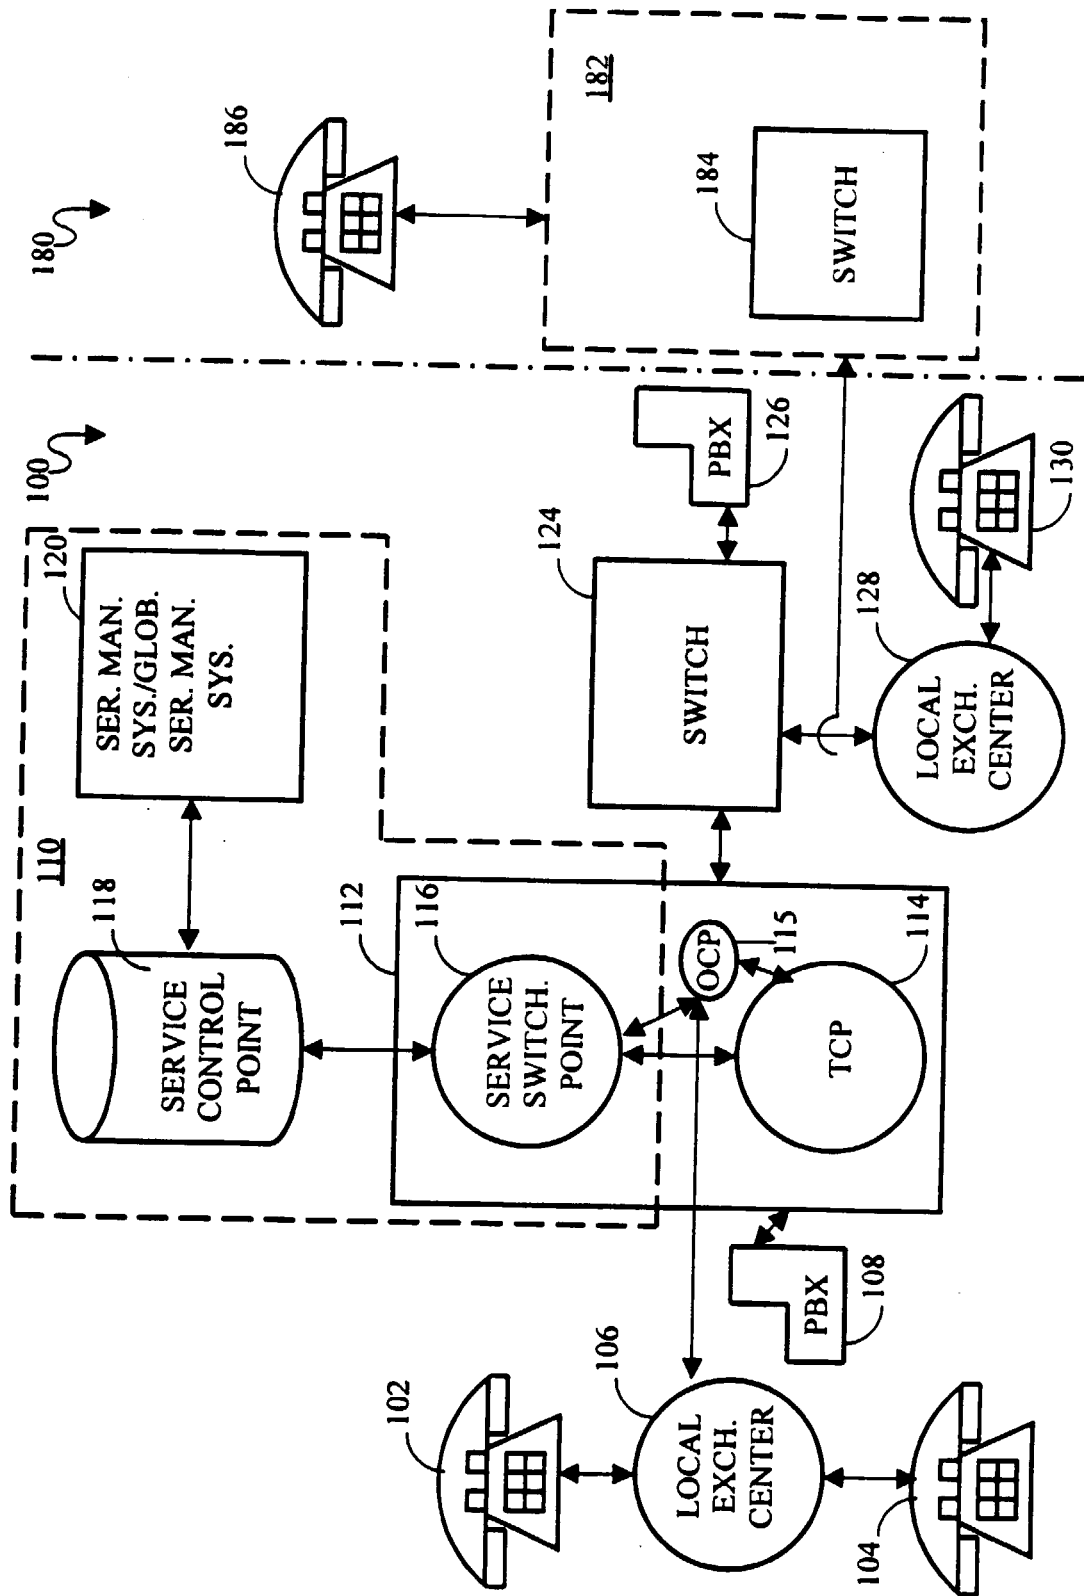 100
180
110
118
SERVICE
CONTROL
POINT
120
SER. MAN.
SYS./GLOB.
SER. MAN.
SYS.
186
102
106
LOCAL
EXCH.
CENTER
104
PBX
108
112
116
SERVICE
SWITCH.
POINT
OCP
115
TCP
114
124
SWITCH
PBX
126
128
LOCAL
EXCH.
CENTER
130
182
184
SWITCH